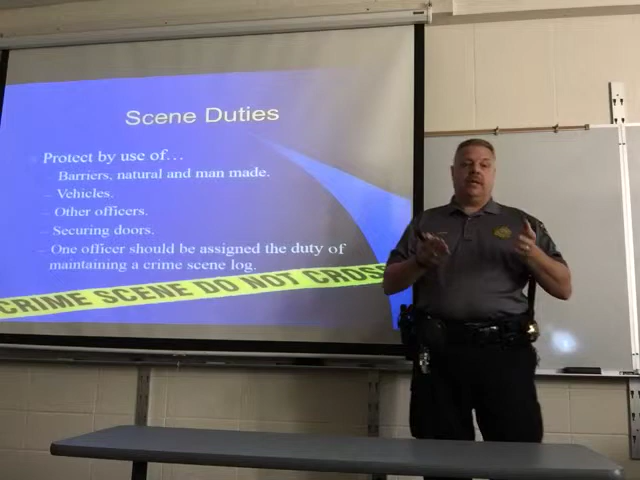 Scene Duties
Protect by use of…
Barriers, natural and man made.
– Vehicles.
– Other officers.
– Securing doors.
– One officer should be assigned the duty of
maintaining a crime scene log.
CRIME SCENE DO NOT CROSS